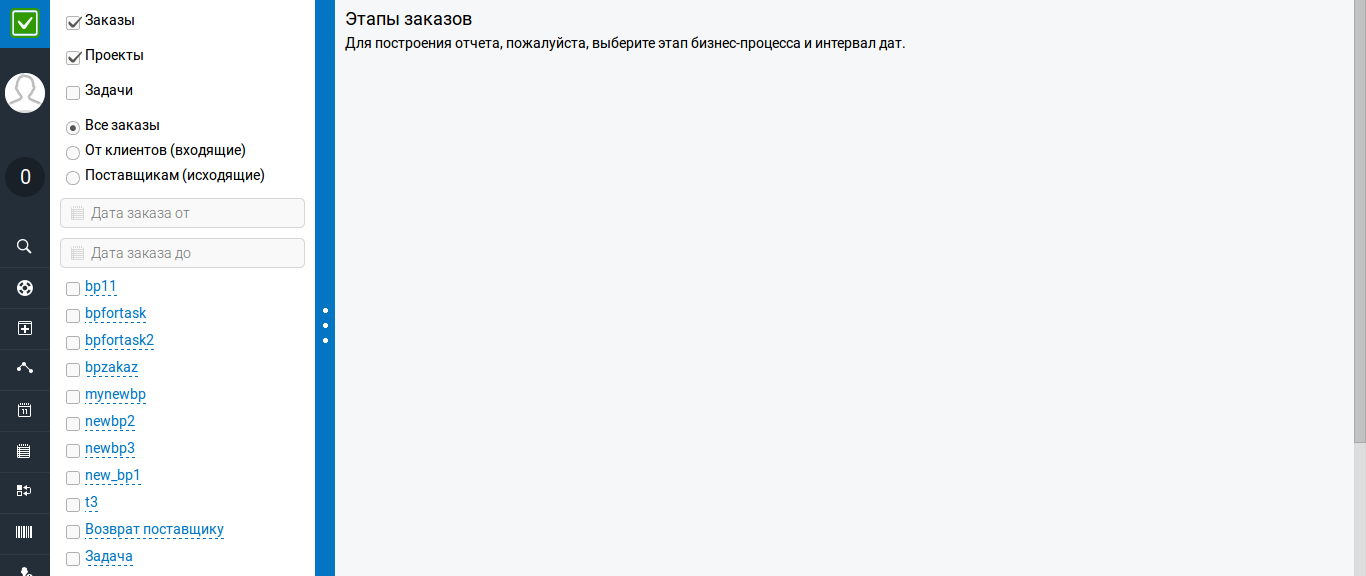 Заказы
Проекты
Задачи
Все заказы
От клиентов (входящие)
Поставщикам (исходящие)
Дата заказа от
Дата заказа до
bp11
bpfortask
bpfortask2
bpzakaz
mynewbp
newbp2
newbp3
new_bp1
t3
Возврат поставщику
Задача
0
11
Этапы заказов
Для построения отчета, пожалуйста, выберите этап бизнес-процесса и интервал дат.